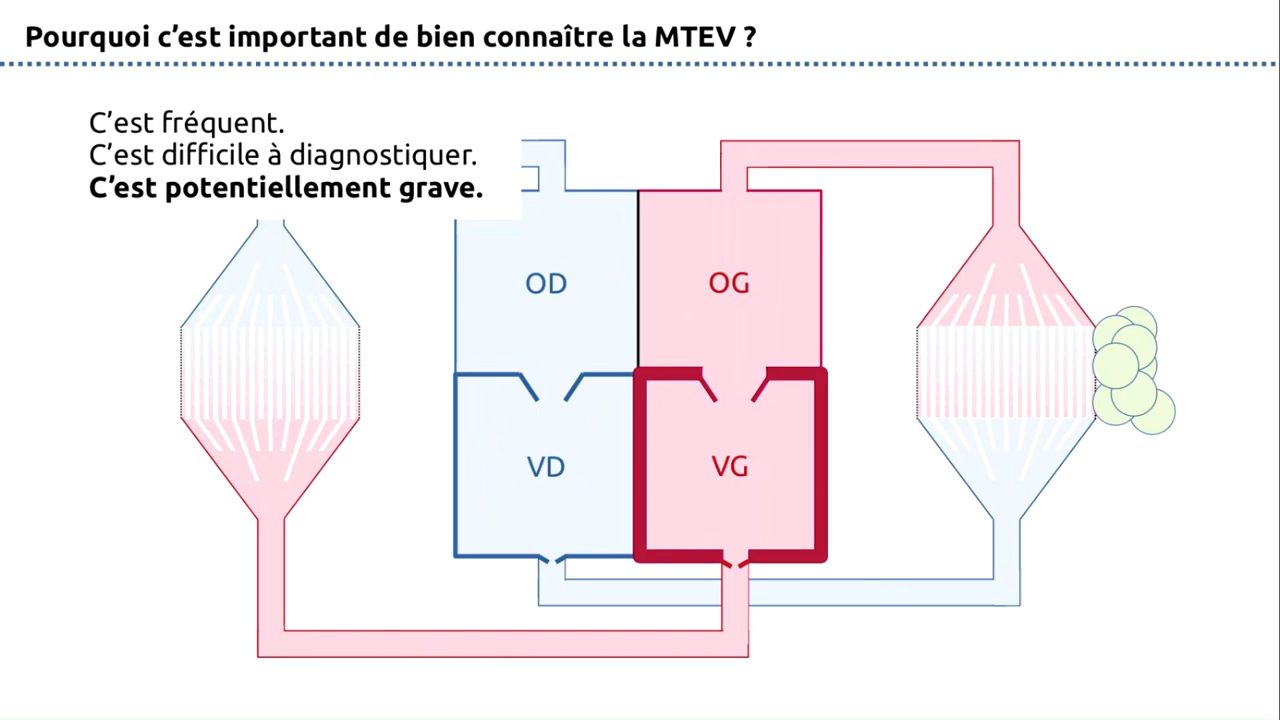 Pourquoi c’est important de bien connaître la MTEV ?
C’est fréquent.
C’est difficile à diagnostiquer.
C’est potentiellement grave.
OD
OG
VD
VG